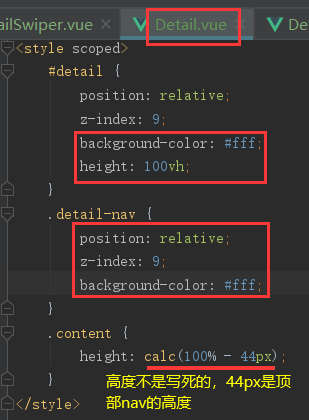 ailSwiper.vue Detail.vue De
<style scoped>
#detail {
position: relative;
z-index: 9;
background-color: #fff;
height: 100vh;
}
.detail-nav {
position: relative;
z-index: 9;
background-color: #fff;
}
.content {
height: calc(100% - 44px);
}
高度不是写死的，44px是顶
部nav的高度
</style>